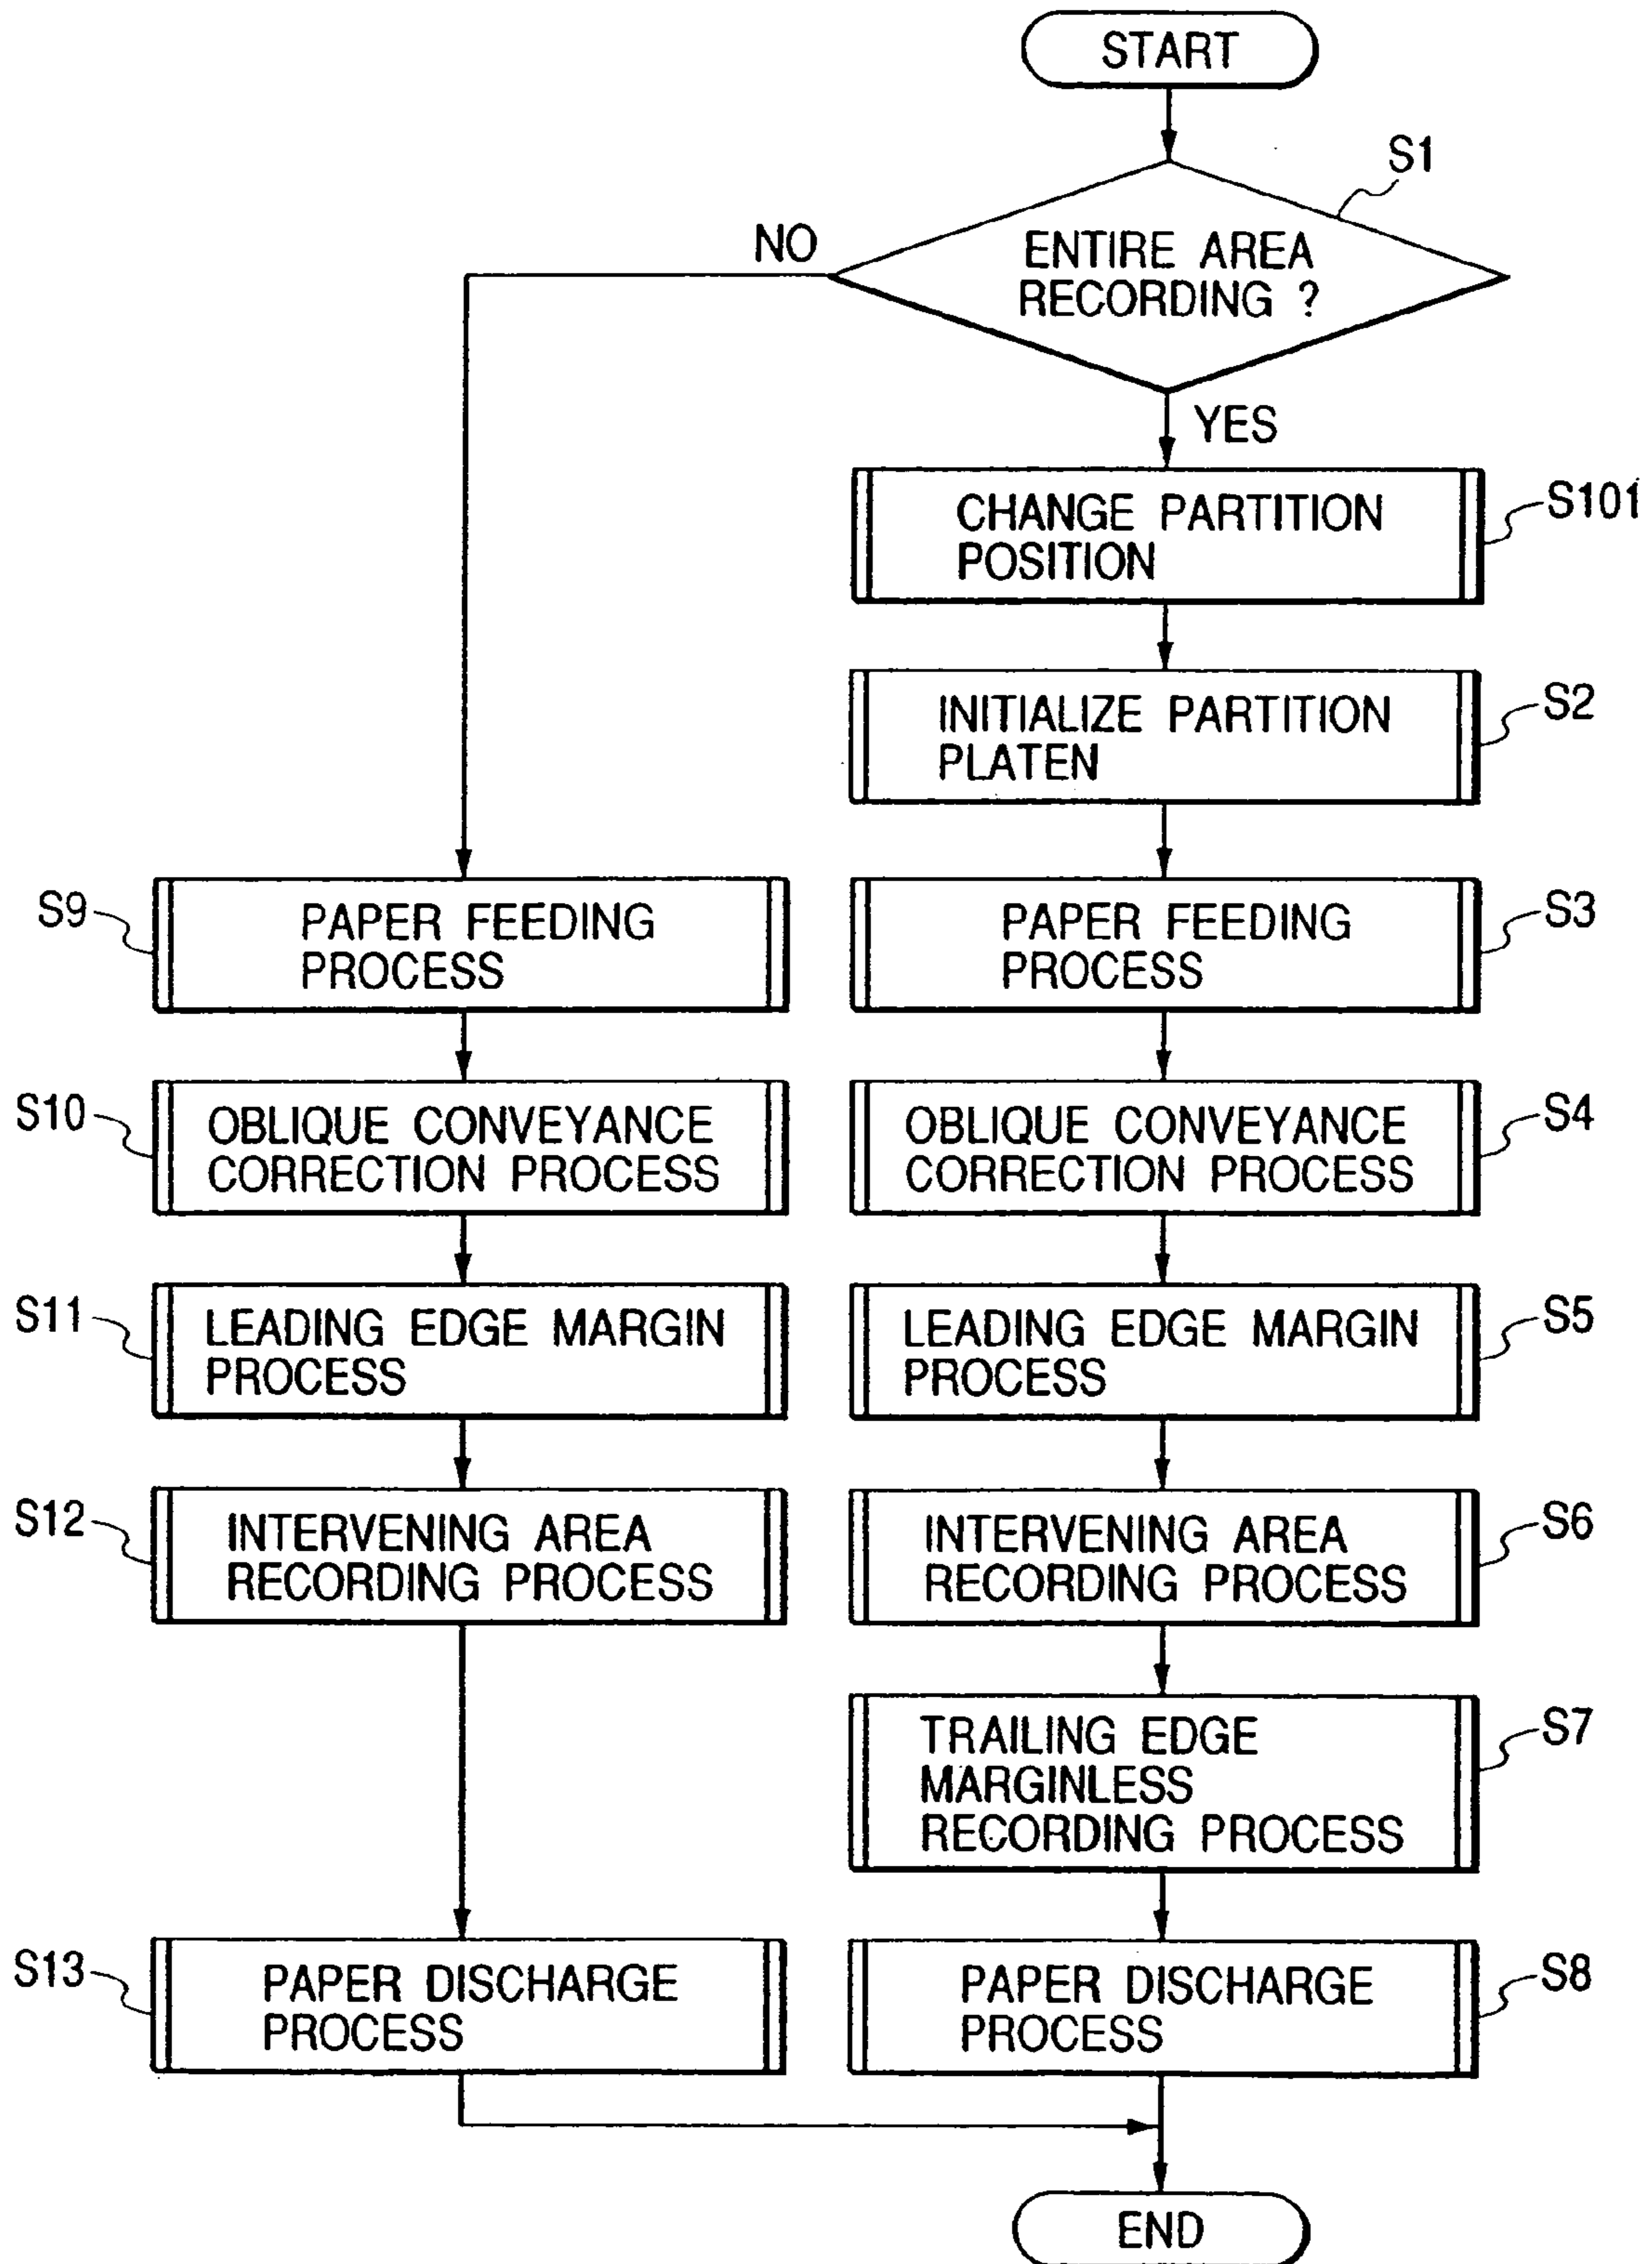 START
S1
NO
ENTIRE AREA
RECORDING ?
YES
CHANGE PARTITION
POSITION
S101
INITIALIZE PARTITION
PLATEN
S2
S9
PAPER FEEDING
PROCESS
PAPER FEEDING
PROCESS
S3
S10
OBLIQUE CONVEYANCE
CORRECTION PROCESS
OBLIQUE CONVEYANCE
CORRECTION PROCESS
S4
S11
LEADING EDGE MARGIN
PROCESS
LEADING EDGE MARGIN
PROCESS
S5
S12
INTERVENING AREA
RECORDING PROCESS
INTERVENING AREA
RECORDING PROCESS
S6
TRAILING EDGE
MARGINLESS
RECORDING PROCESS
S7
S13
PAPER DISCHARGE
PROCESS
PAPER DISCHARGE
PROCESS
S8
END